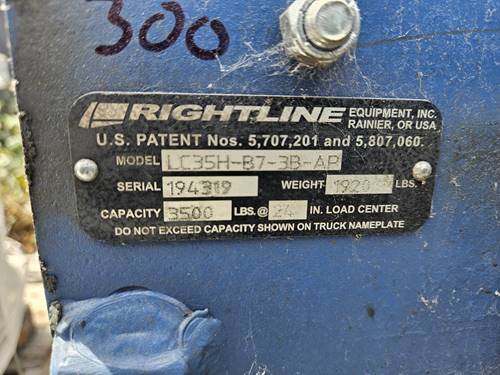 300
RIGHTLINE EQUIPMENT, INC. RAINIER, OR USA
U.S. PATENT Nos. 5,707,201 and 5,807,060.
MODEL LC35H-B7-3B-AP
SERIAL 194319 WEIGHT 1920 LBS.
CAPACITY 3500 LBS.@ 24 IN. LOAD CENTER
DO NOT EXCEED CAPACITY SHOWN ON TRUCK NAMEPLATE